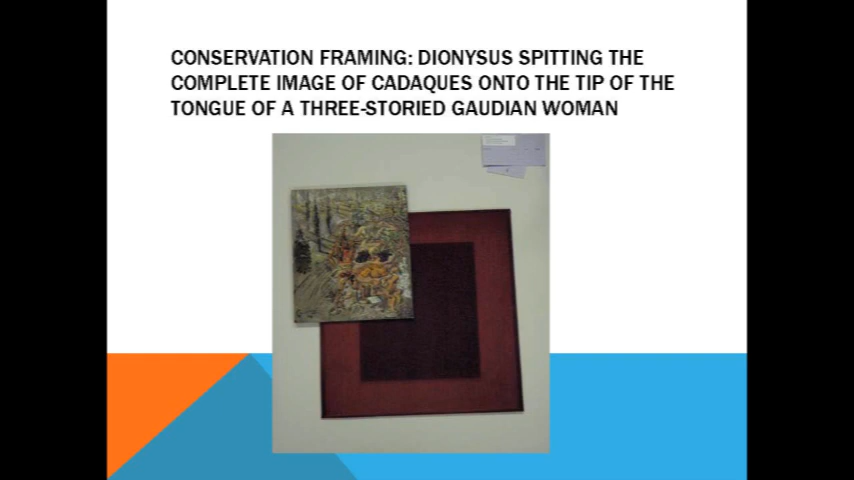 CONSERVATION FRAMING: DIONYSUS SPITTING THE
COMPLETE IMAGE OF CADAQUES ONTO THE TIP OF THE
TONGUE OF A THREE-STORIED GAUDIAN WOMAN